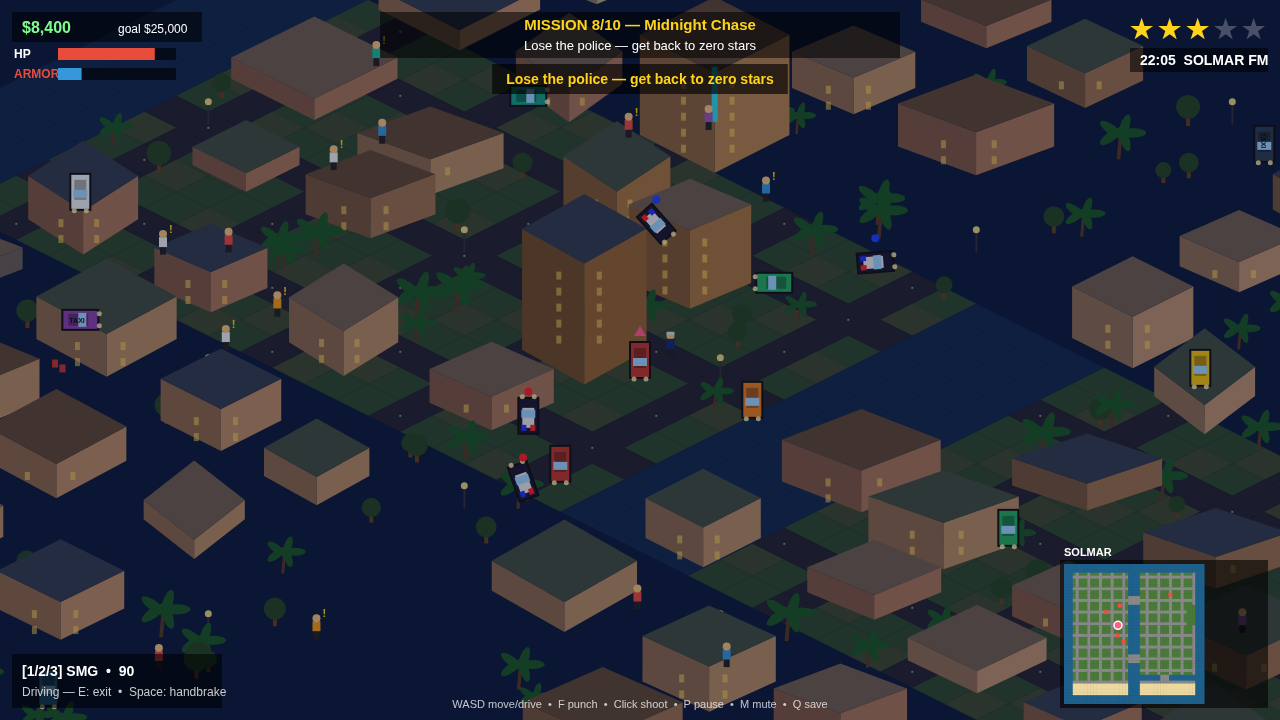 $8,400 goal $25,000
HP
ARMOR
MISSION 8/10 — Midnight Chase
Lose the police — get back to zero stars
Lose the police — get back to zero stars
22:05 SOLMAR FM
TAXI
SOLMAR
[1/2/3] SMG • 90
Driving — E: exit • Space: handbrake
WASD move/drive • F punch • Click shoot • P pause • M mute • Q save